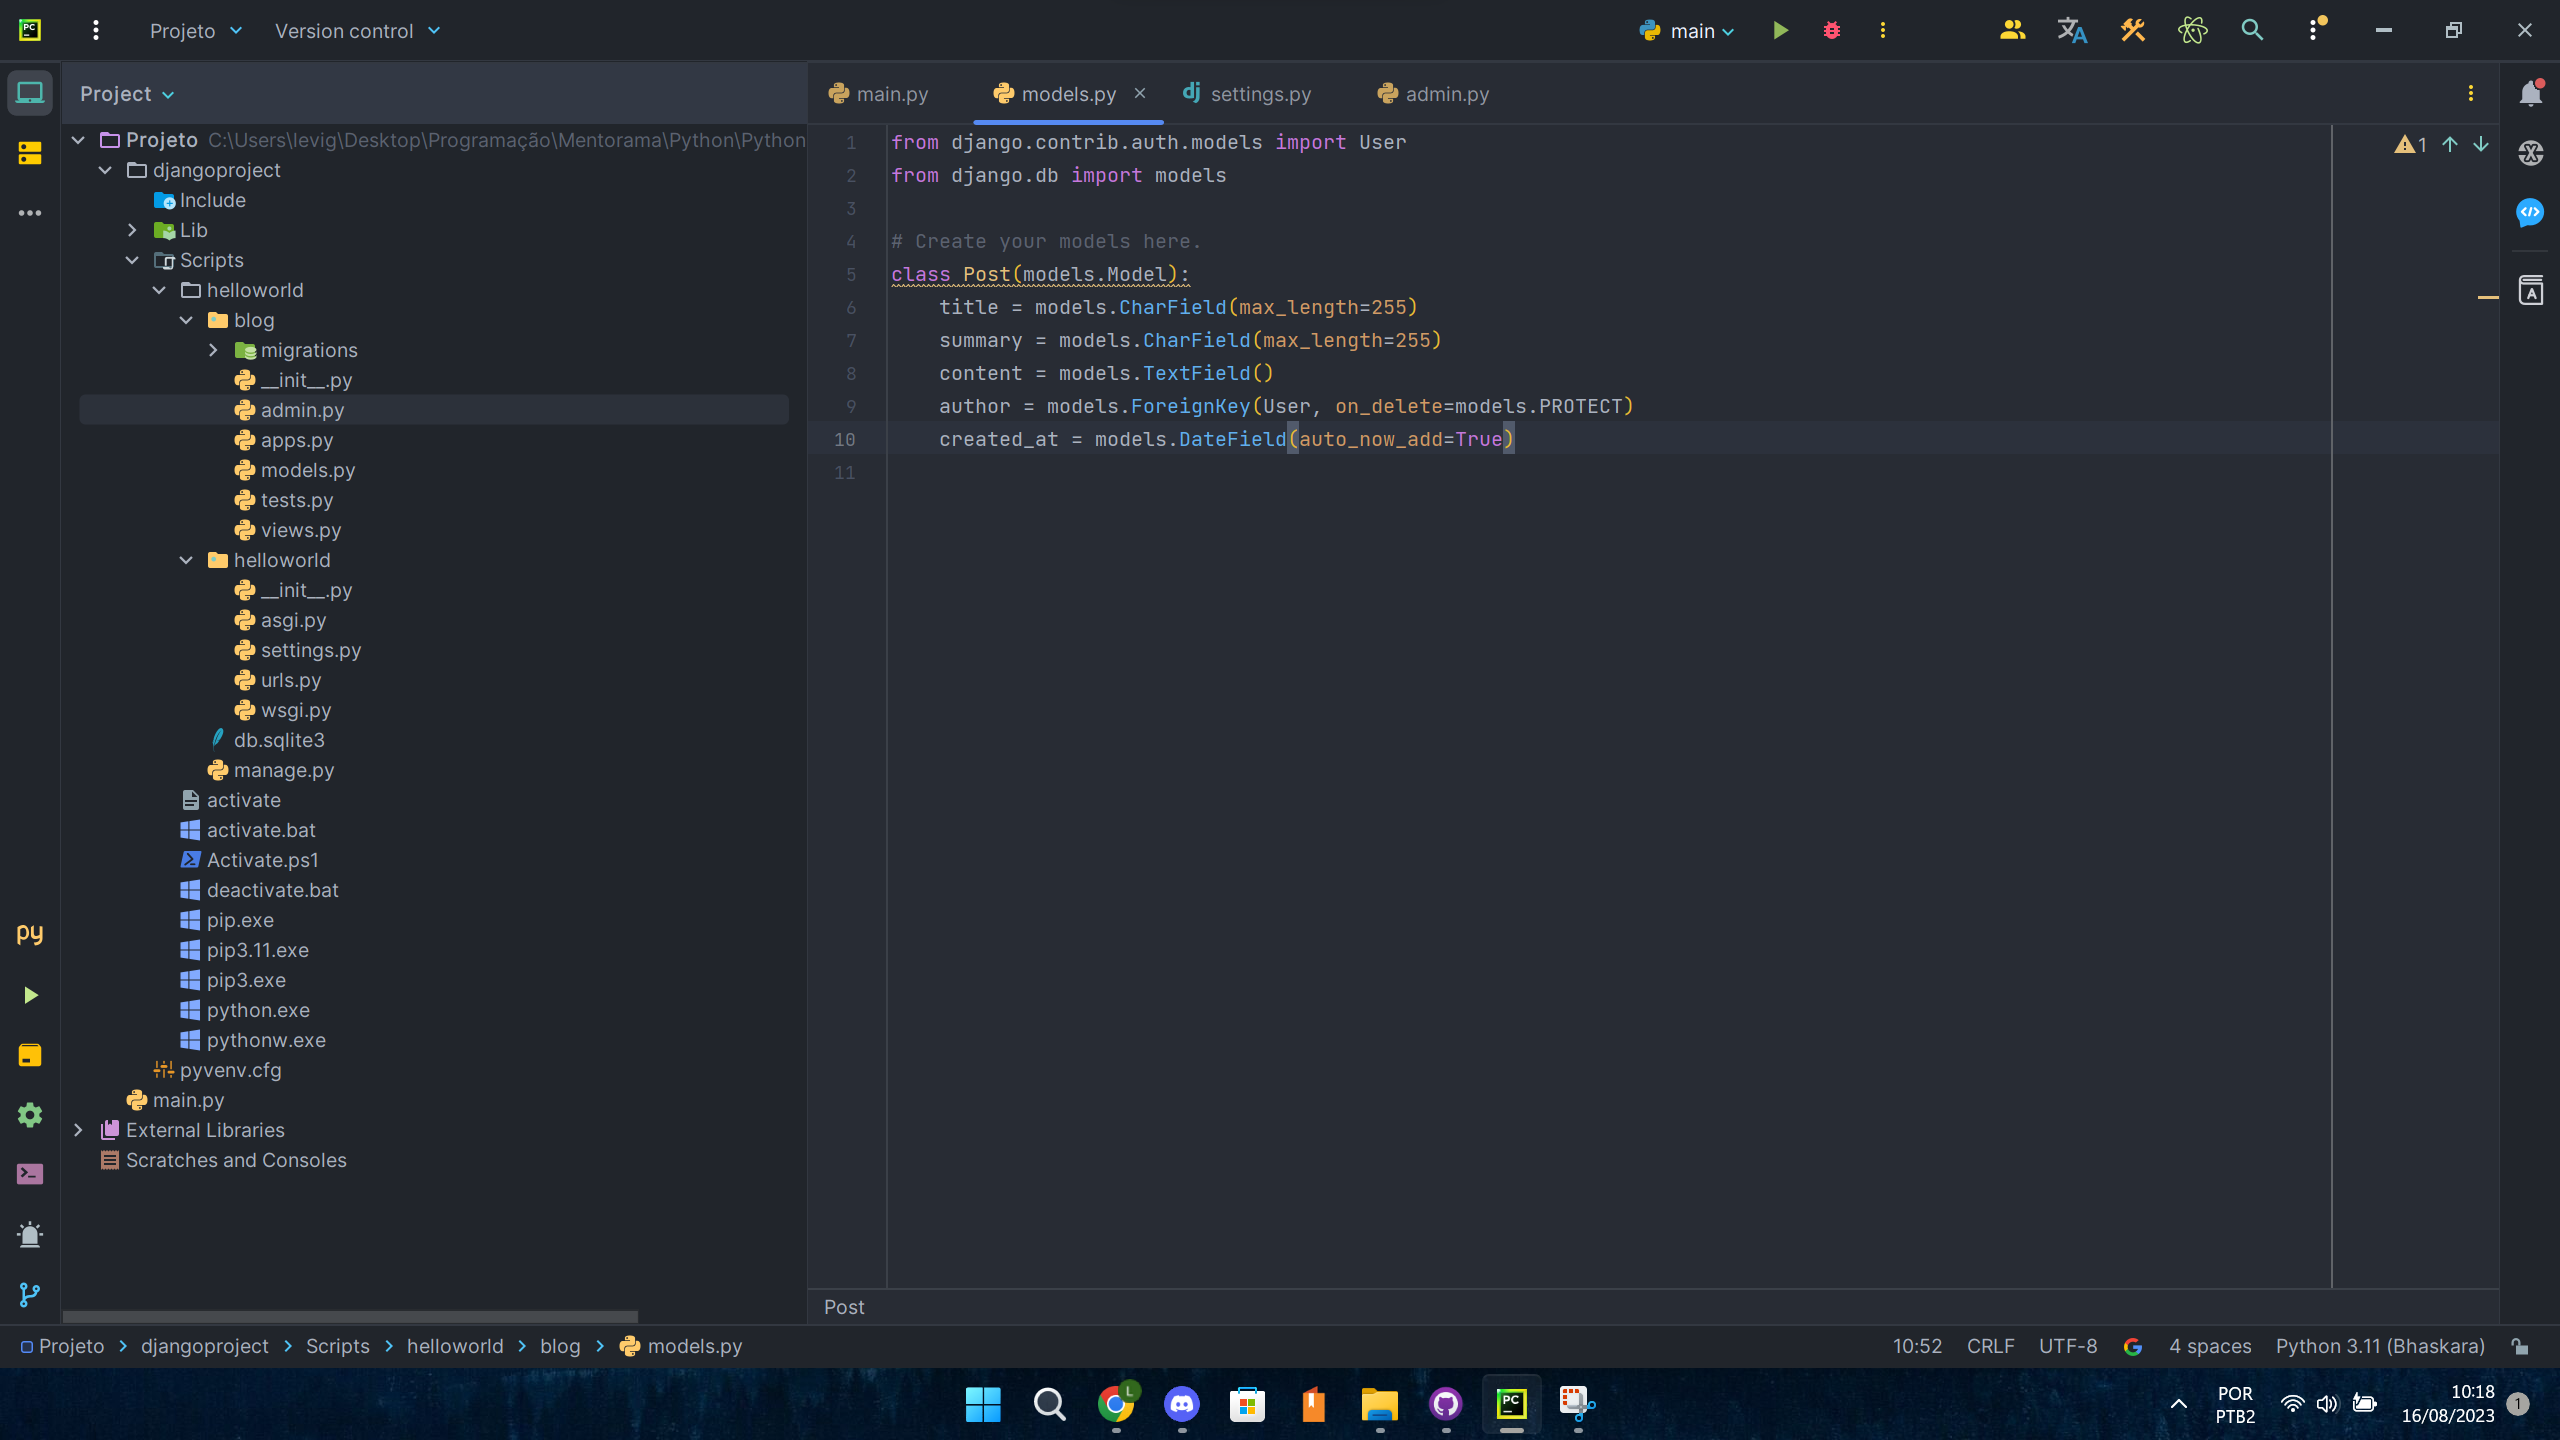 Projeto Version control main
Project
main.py models.py settings.py admin.py
Projeto C:\Users\levig\Desktop\Programação\Mentorama\Python\Python
djangoproject
Include
Lib
Scripts
helloworld
blog
migrations
__init__.py
admin.py
apps.py
models.py
tests.py
views.py
helloworld
__init__.py
asgi.py
settings.py
urls.py
wsgi.py
db.sqlite3
manage.py
activate
activate.bat
Activate.ps1
deactivate.bat
pip.exe
pip3.11.exe
pip3.exe
python.exe
pythonw.exe
pyvenv.cfg
main.py
External Libraries
Scratches and Consoles
1 from django.contrib.auth.models import User
2 from django.db import models
3
4 # Create your models here.
5 class Post(models.Model):
6 title = models.CharField(max_length=255)
7 summary = models.CharField(max_length=255)
8 content = models.TextField()
9 author = models.ForeignKey(User, on_delete=models.PROTECT)
10 created_at = models.DateField(auto_now_add=True)
11
1
Post
Projeto djangoproject Scripts helloworld blog models.py
10:52 CRLF UTF-8 4 spaces Python 3.11 (Bhaskara)
POR
PTB2
10:18
16/08/2023
1